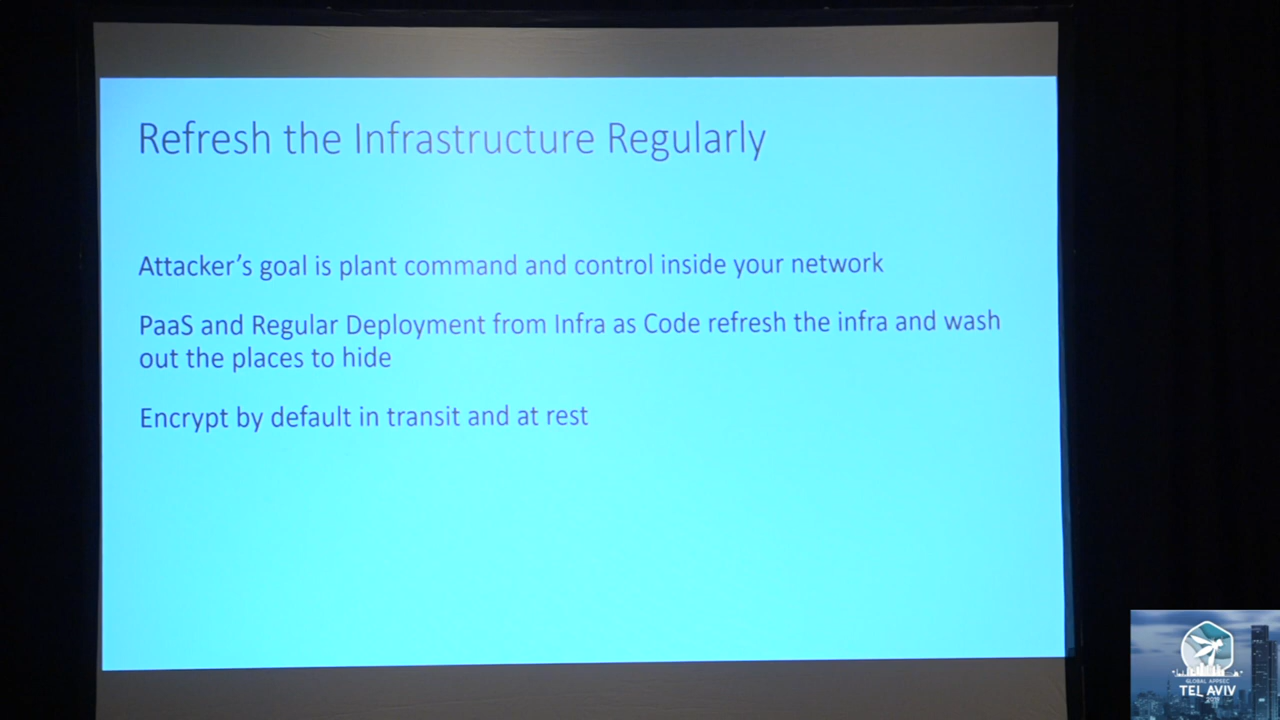 Refresh the Infrastructure Regularly
Attacker's goal is plant command and control inside your network
PaaS and Regular Deployment from Infra as Code refresh the infra and wash
out the places to hide
Encrypt by default in transit and at rest
GLOBAL APPSEC
TEL AVIV